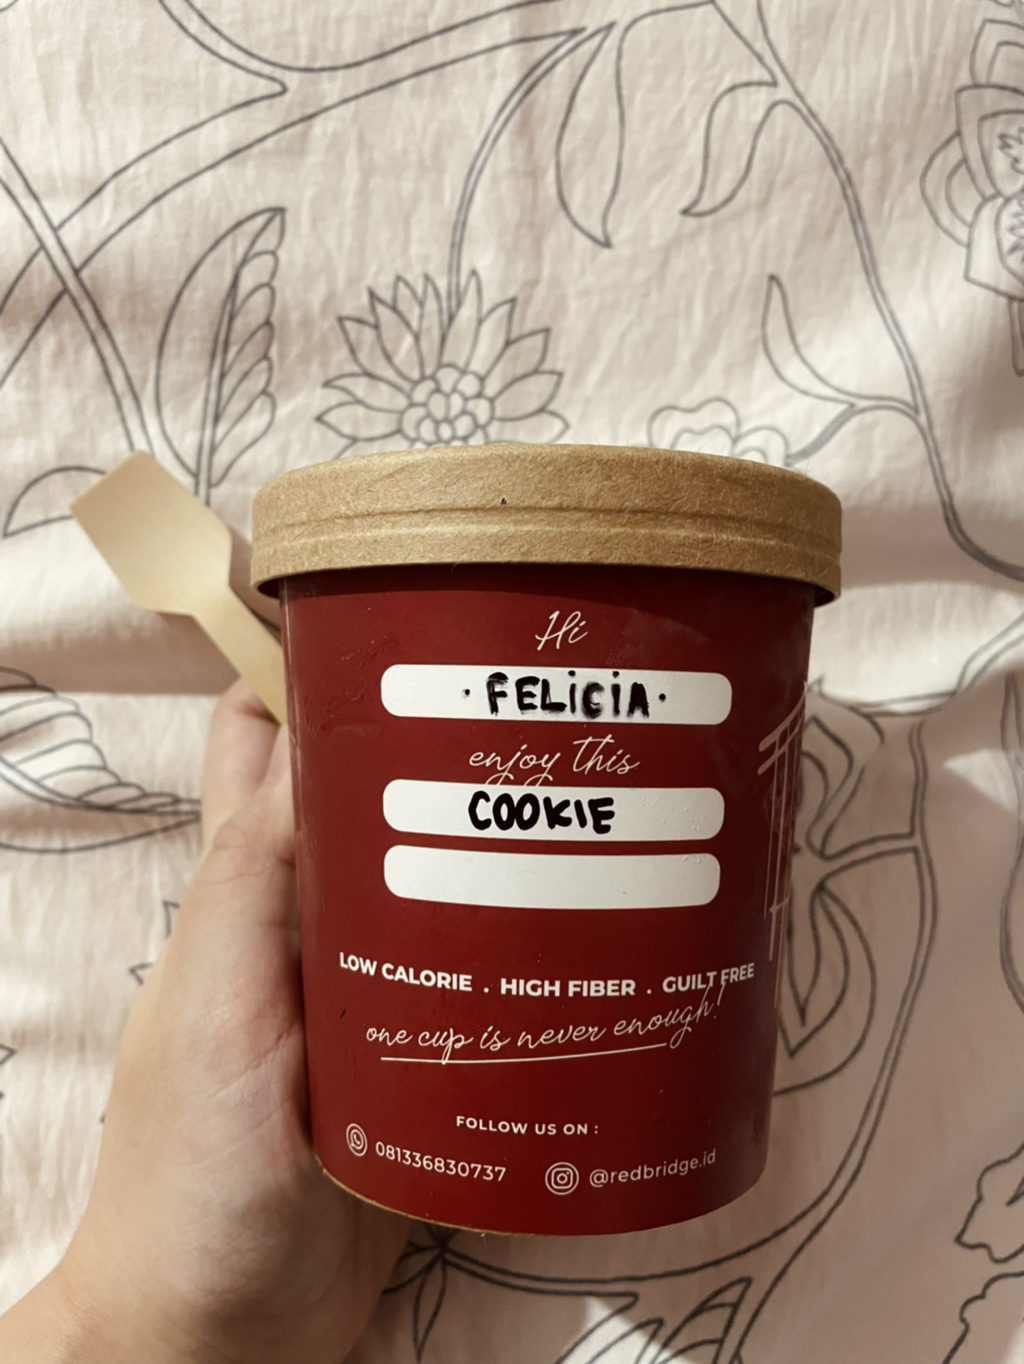 Hi
· FELiCiA ·
enjoy this
COOKIE
LOW CALORIE . HIGH FIBER . GUILT FREE
one cup is never enough!
FOLLOW US ON :
081336830737 @redbridge.id